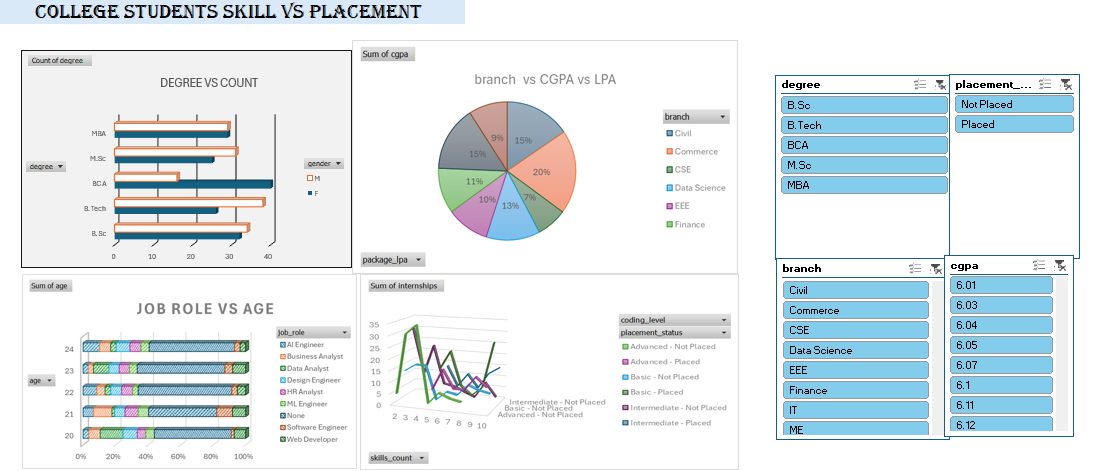 COLLEGE STUDENTS SKILL VS PLACEMENT
Count of degree
DEGREE VS COUNT
MBA
M.Sc
BCA
B.Tech
B.Sc
degree
0 10 20 30 40
gender
M
F
Sum of cgpa
branch vs CGPA vs LPA
15%
20%
7%
13%
10%
11%
15%
9%
branch
Civil
Commerce
CSE
Data Science
EEE
Finance
package_lpa
Sum of age
JOB ROLE VS AGE
24
23
22
21
20
age
0% 20% 40% 60% 80% 100%
job_role
AI Engineer
Business Analyst
Data Analyst
Design Engineer
HR Analyst
ML Engineer
None
Software Engineer
Web Developer
Sum of internships
35
30
25
20
15
10
5
0
2 3 4 5 6 7 8 9 10
Intermediate - Not Placed
Basic - Not Placed
Advanced - Not Placed
coding_level
placement_status
Advanced - Not Placed
Advanced - Placed
Basic - Not Placed
Basic - Placed
Intermediate - Not Placed
Intermediate - Placed
skills_count
degree
B.Sc
B.Tech
BCA
M.Sc
MBA
placement_...
Not Placed
Placed
branch
Civil
Commerce
CSE
Data Science
EEE
Finance
IT
ME
cgpa
6.01
6.03
6.04
6.05
6.07
6.1
6.11
6.12